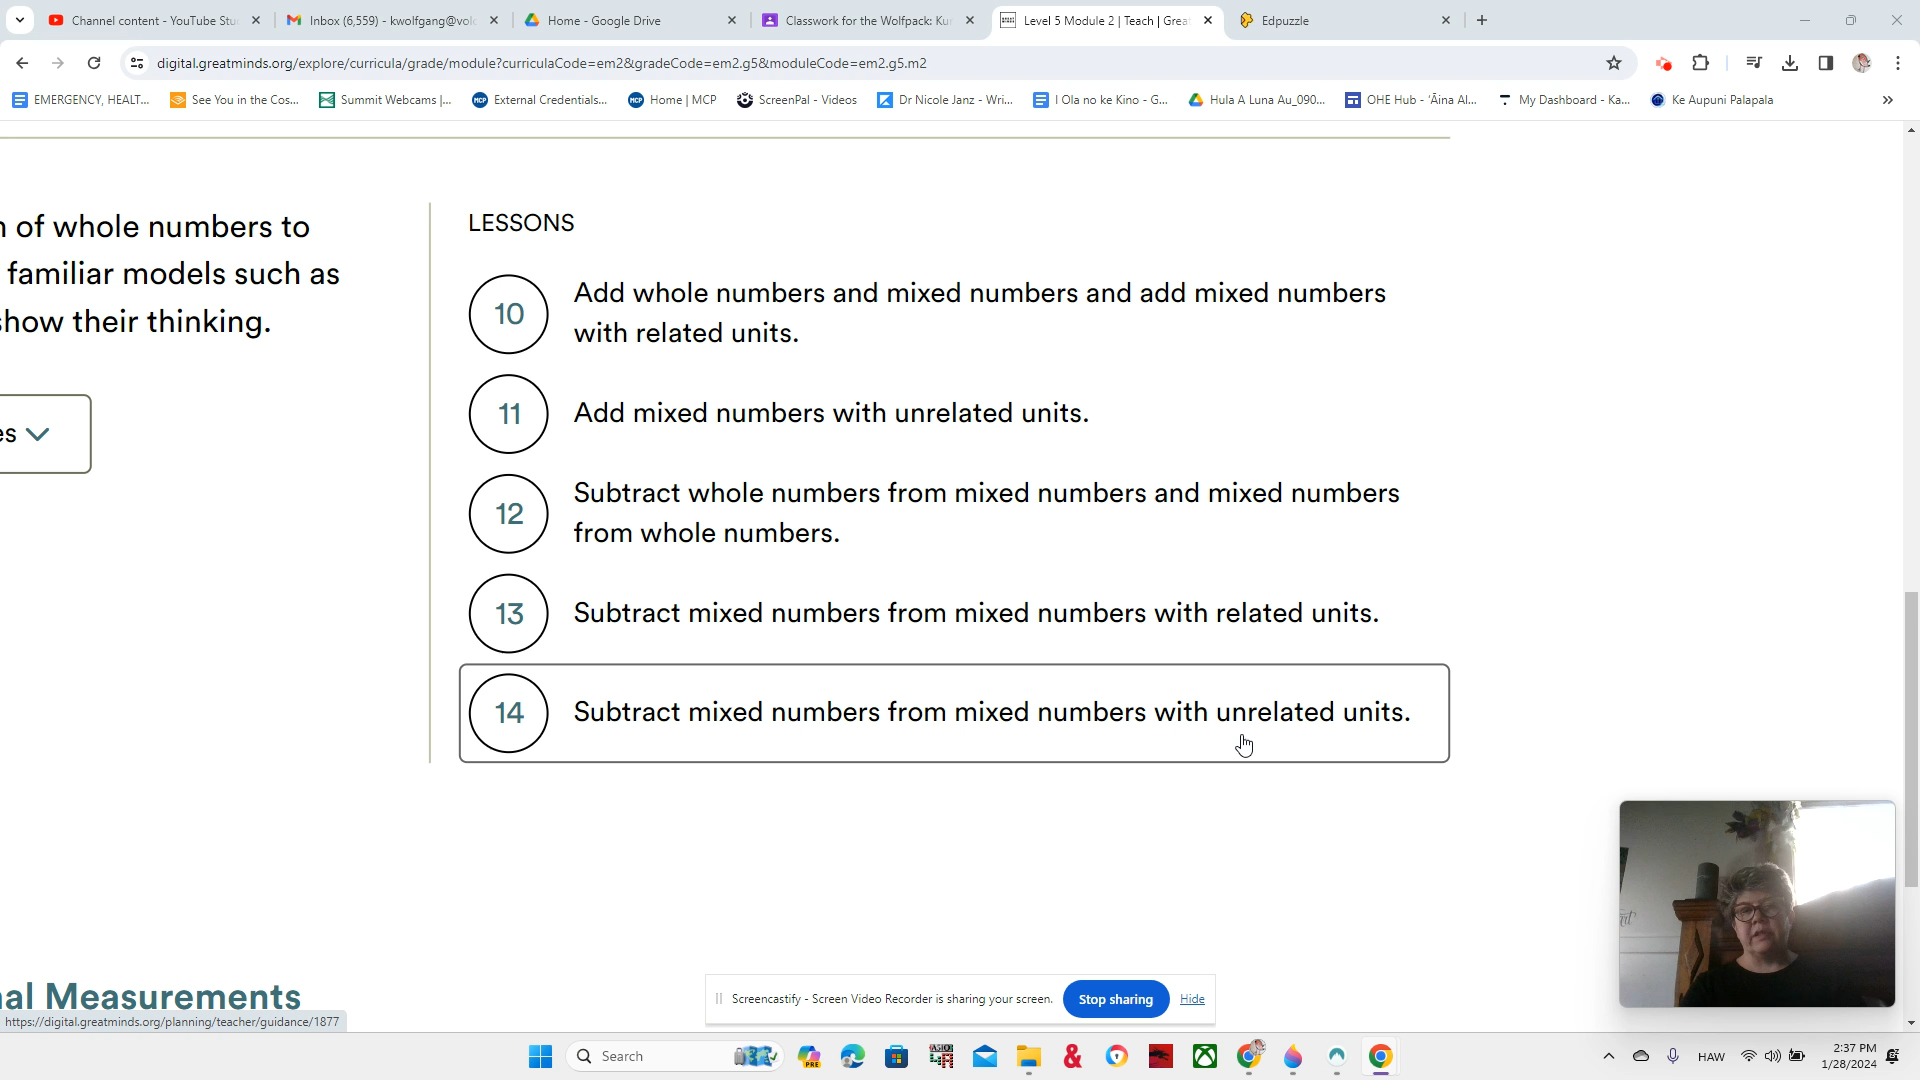 Channel content - YouTube Stu
Inbox (6,559) - kwolfgang@volc
Home - Google Drive
Classwork for the Wolfpack: Kur
Level 5 Module 2 | Teach | Grea
Edpuzzle
digital.greatminds.org/explore/curricula/grade/module?curriculaCode=em2&gradeCode=em2.g5&moduleCode=em2.g5.m2
EMERGENCY, HEALT...
See You in the Cos...
Summit Webcams |...
External Credentials...
Home | MCP
ScreenPal - Videos
Dr Nicole Janz - Wri...
I Ola no ke Kino - G...
Hula A Luna Au_090...
OHE Hub - ʻĀina Al...
My Dashboard - Ka...
Ke Aupuni Palapala
of whole numbers to
familiar models such as
show their thinking.
es
LESSONS
10 Add whole numbers and mixed numbers and add mixed numbers
with related units.
11 Add mixed numbers with unrelated units.
12 Subtract whole numbers from mixed numbers and mixed numbers
from whole numbers.
13 Subtract mixed numbers from mixed numbers with related units.
14 Subtract mixed numbers from mixed numbers with unrelated units.
al Measurements
https://digital.greatminds.org/planning/teacher/guidance/1877
Screencastify - Screen Video Recorder is sharing your screen.
Stop sharing
Hide
Search
PRE
HAW
2:37 PM
1/28/2024